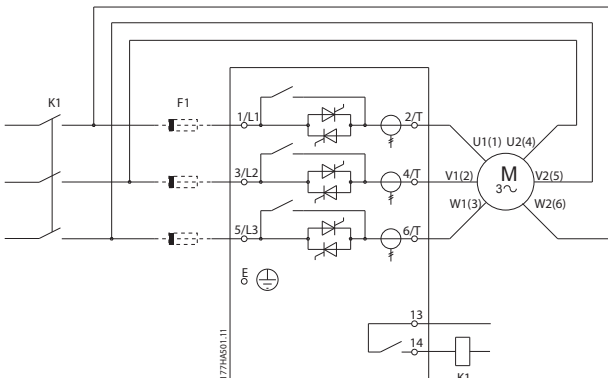 K1
F1
1/L1
2/T
3/L2
4/T
5/L3
6/T
U1(1) U2(4)
V1(2)
M
3~
V2(5)
W1(3)
W2(6)
E
13
14
K1
177HA501.11